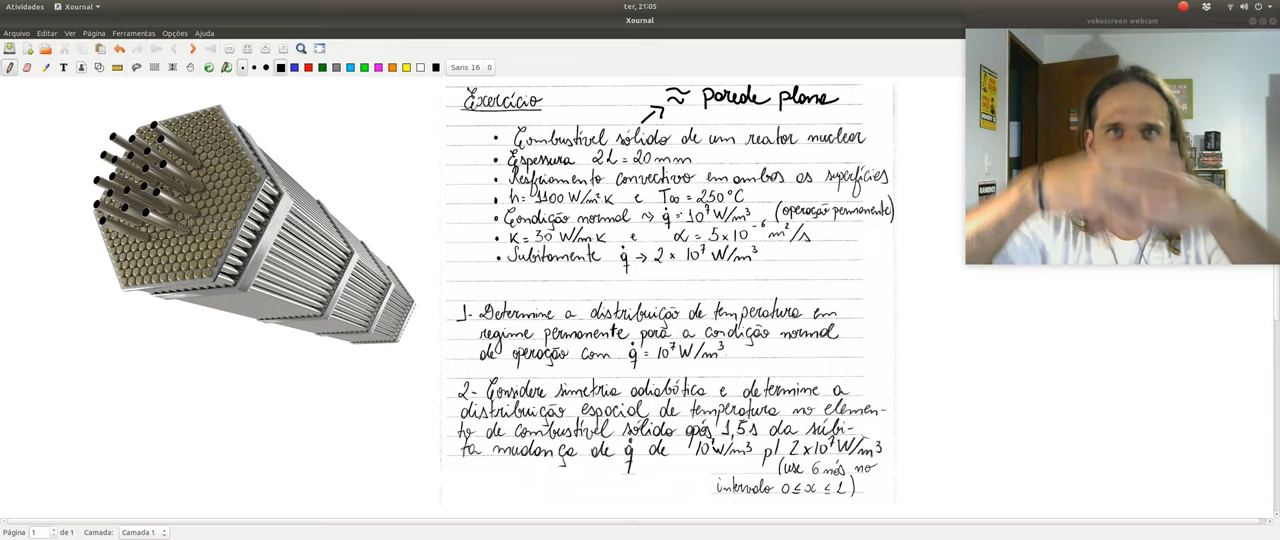 Atividades
Xournal
ter, 21:05
Xournal
vokoscreen webcam
Arquivo Editar Ver Página Ferramentas Opções Ajuda
Sans 16 0
Exercício
≈ parede plana
• Combustível sólido de um reator nuclear
• Espessura 2L = 20 mm
• Resfriamento convectivo em ambas as superfícies
• h = 1100 W/m²K e T∞ = 250°C
• Condição normal ⇝ q̇ = 10⁷ W/m³ (operação permanente)
• K = 30 W/mK e α = 5×10⁻⁶ m²/s
• Subitamente q̇ → 2 × 10⁷ W/m³
1- Determine a distribuição de temperatura em
regime permanente para a condição normal
de operação com q̇ = 10⁷ W/m³.
2- Considere simetria adiabática e determine a
distribuição espacial de temperatura no elemen-
to de combustível sólido após 1,5s da súbi-
ta mudança de q̇ de 10⁷ W/m³ p/ 2×10⁷ W/m³
(use 6 nós no
intervalo 0 ≤ x ≤ L)
Página 1 de 1 Camada: Camada 1